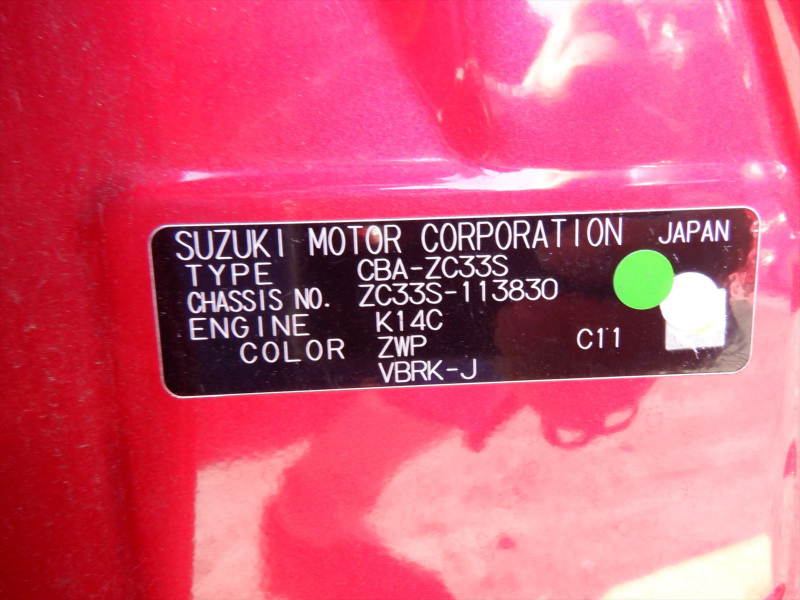 SUZUKI MOTOR CORPORATION JAPAN
TYPE CBA-ZC33S
CHASSIS NO. ZC33S-113830
ENGINE K14C
COLOR ZWP C11
VBRK-J